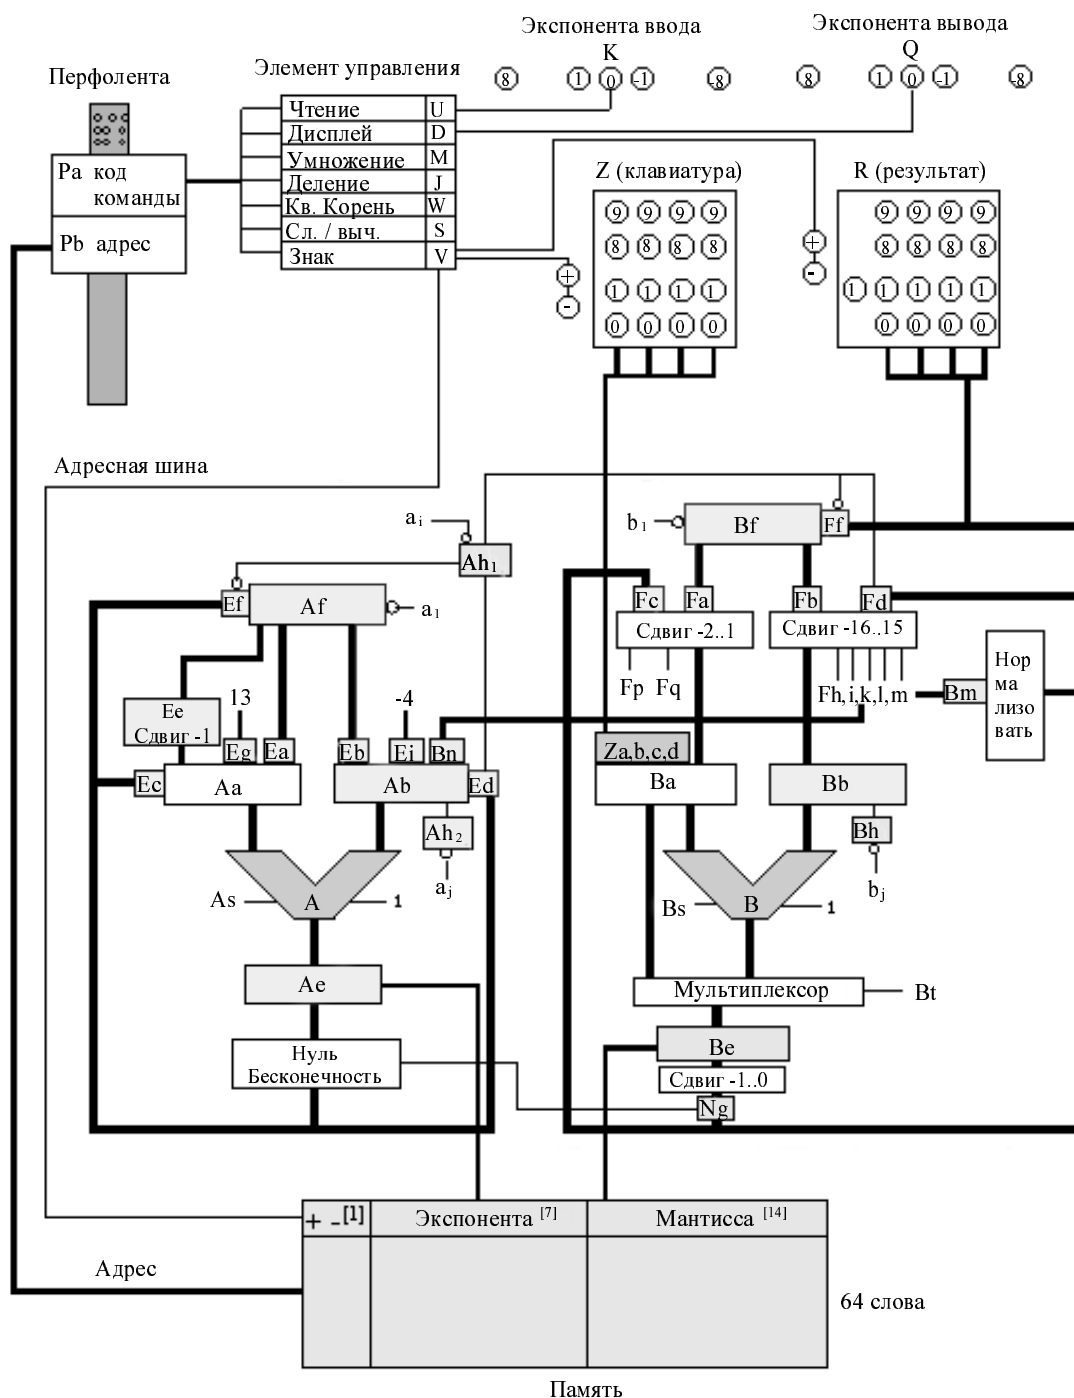 Экспонента ввода
K
Экспонента вывода
Q
8 1 0 -1 -8
8 1 0 -1 -8
Перфолента
Элемент управления
Чтение U
Дисплей D
Умножение M
Деление J
Кв. Корень W
Сл. / выч. S
Знак V
Pa код
команды
Pb адрес
Z (клавиатура)
9 9 9 9
8 8 8 8
1 1 1 1
0 0 0 0
+
-
R (результат)
9 9 9 9
8 8 8 8
1 1 1 1 1
0 0 0 0
+
-
Адресная шина
ai
Ah1
Ef
Af
a1
b1
Bf
Ff
Fc
Fa
Fb
Fd
Сдвиг -2..1
Сдвиг -16..15
Fp Fq
Fh,i,k,l,m
Bm
Нор
ма
лизо
вать
Ee
Сдвиг -1
13
-4
Eg
Ea
Eb
Ei
Bn
Za,b,c,d
Ec
Aa
Ab
Ed
Ba
Bb
Ah2
aj
Bh
bj
As
A
1
Bs
B
1
Ae
Мультиплексор
Bt
Нуль
Бесконечность
Be
Сдвиг -1..0
Ng
+ -[1]
Экспонента [7]
Мантисса [14]
Адрес
64 слова
Память